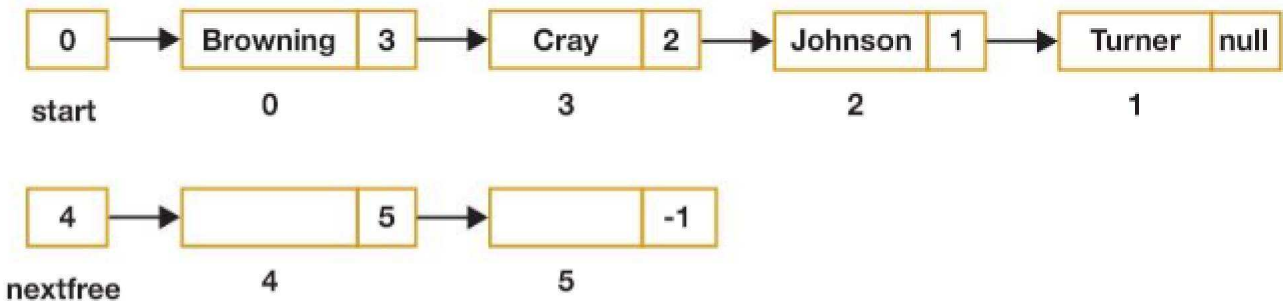 0 Browning 3 Cray 2 Johnson 1 Turner null
start 0 3 2 1
4 5 -1
nextfree 4 5